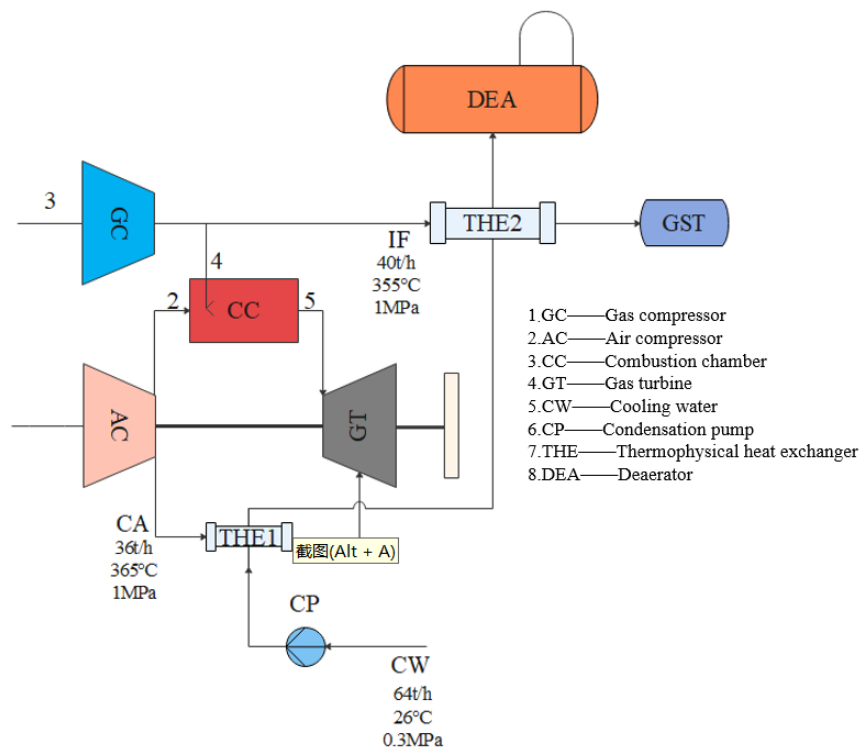 DEA
3
GC
THE2
GST
IF
40t/h
355°C
1MPa
4
2
CC
5
1.GC——Gas compressor
2.AC——Air compressor
3.CC——Combustion chamber
4.GT——Gas turbine
5.CW——Cooling water
6.CP——Condensation pump
7.THE——Thermophysical heat exchanger
8.DEA——Deaerator
AC
GT
CA
36t/h
365°C
1MPa
THE1
截图(Alt + A)
CP
CW
64t/h
26°C
0.3MPa